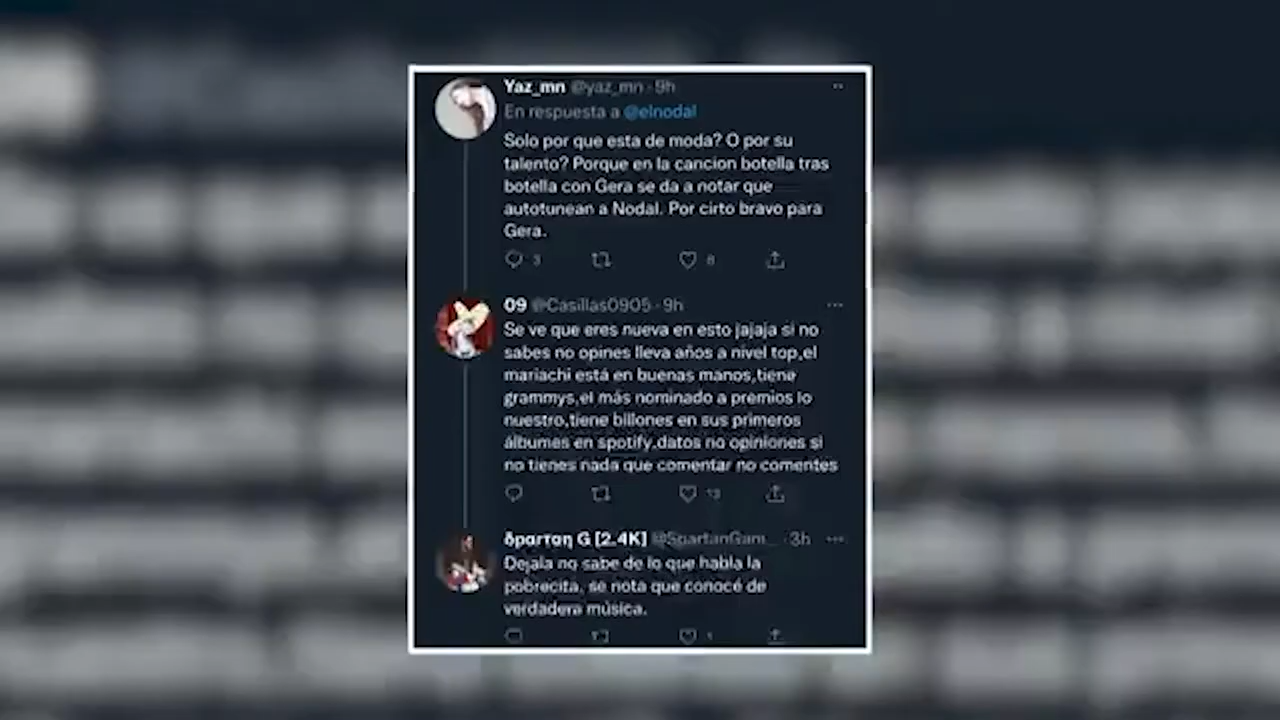 Yaz_mn @yaz_mn · 9h
En respuesta a @elnodal
Solo por que esta de moda? O por su
talento? Porque en la cancion botella tras
botella con Gera se da a notar que
autotunean a Nodal. Por cirto bravo para
Gera.
3 8
09 @Casillas0905 · 9h
Se ve que eres nueva en esto jajaja si no
sabes no opines lleva años a nivel top,el
mariachi está en buenas manos,tiene
grammys,el más nominado a premios lo
nuestro,tiene billones en sus primeros
álbumes en spotify,datos no opiniones si
no tienes nada que comentar no comentes
13
δραrταη G [2.4K] @SpartanGam... · 3h
Dejala no sabe de lo que habla la
pobrecita, se nota que conocé de
verdadera música.
1